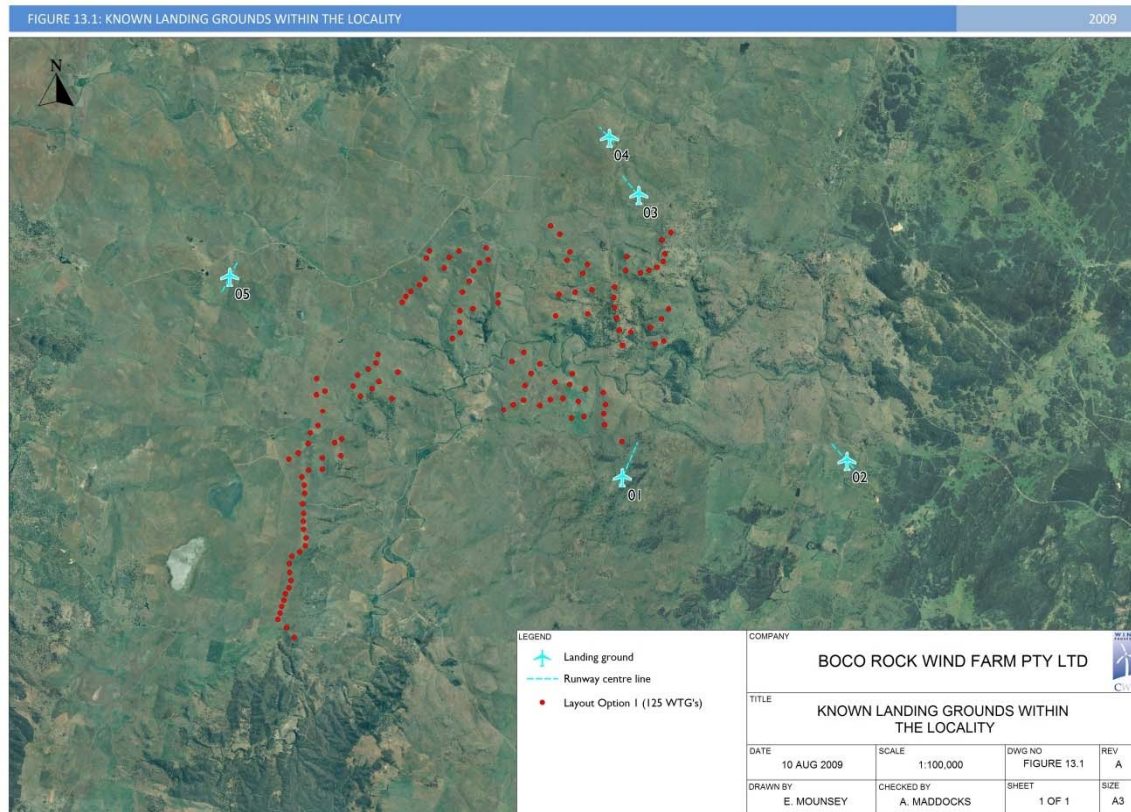 FIGURE 13.1: KNOWN LANDING GROUNDS WITHIN THE LOCALITY 2009
N
04
03
05
02
01
LEGEND
Landing ground
Runway centre line
Layout Option 1 (125 WTG's)
COMPANY
BOCO ROCK WIND FARM PTY LTD
TITLE
KNOWN LANDING GROUNDS WITHIN
THE LOCALITY
DATE SCALE DWG NO REV
10 AUG 2009 1:100,000 FIGURE 13.1 A
DRAWN BY CHECKED BY SHEET SIZE
E. MOUNSEY A. MADDOCKS 1 OF 1 A3